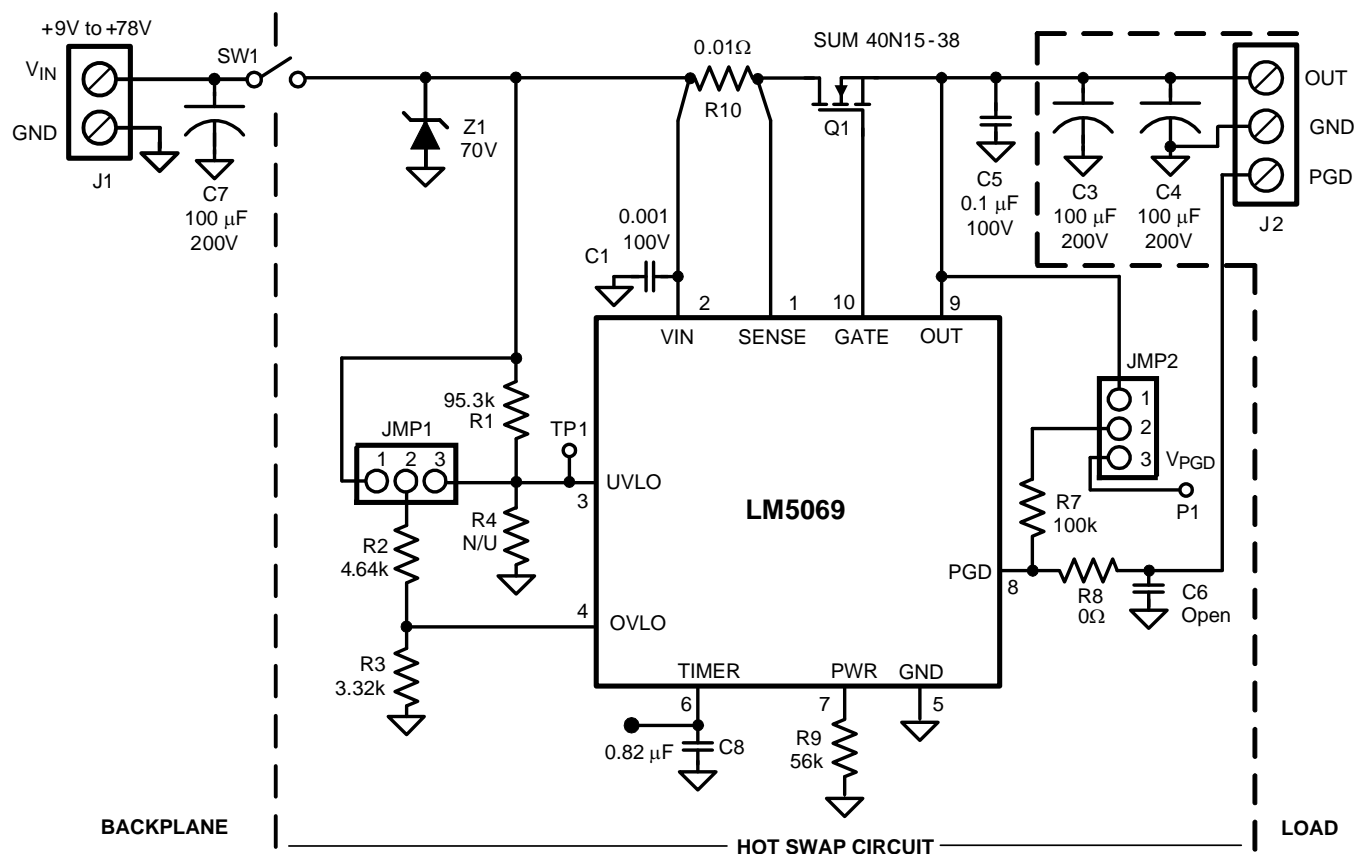 +9V to +78V
VIN
GND
J1
SW1
C7
100 μF
200V
Z1
70V
0.01Ω
R10
SUM 40N15-38
Q1
C5
0.1 μF
100V
C3
100 μF
200V
C4
100 μF
200V
OUT
GND
PGD
J2
0.001
100V
C1
2
1
10
9
VIN
SENSE
GATE
OUT
95.3k
R1
JMP1
1 2 3
TP1
UVLO
3
R4
N/U
R2
4.64k
4
OVLO
R3
3.32k
LM5069
JMP2
1
2
3
VPGD
P1
R7
100k
PGD
8
R8
0Ω
C6
Open
TIMER
6
PWR
7
GND
5
0.82 μF
C8
R9
56k
BACKPLANE
HOT SWAP CIRCUIT
LOAD